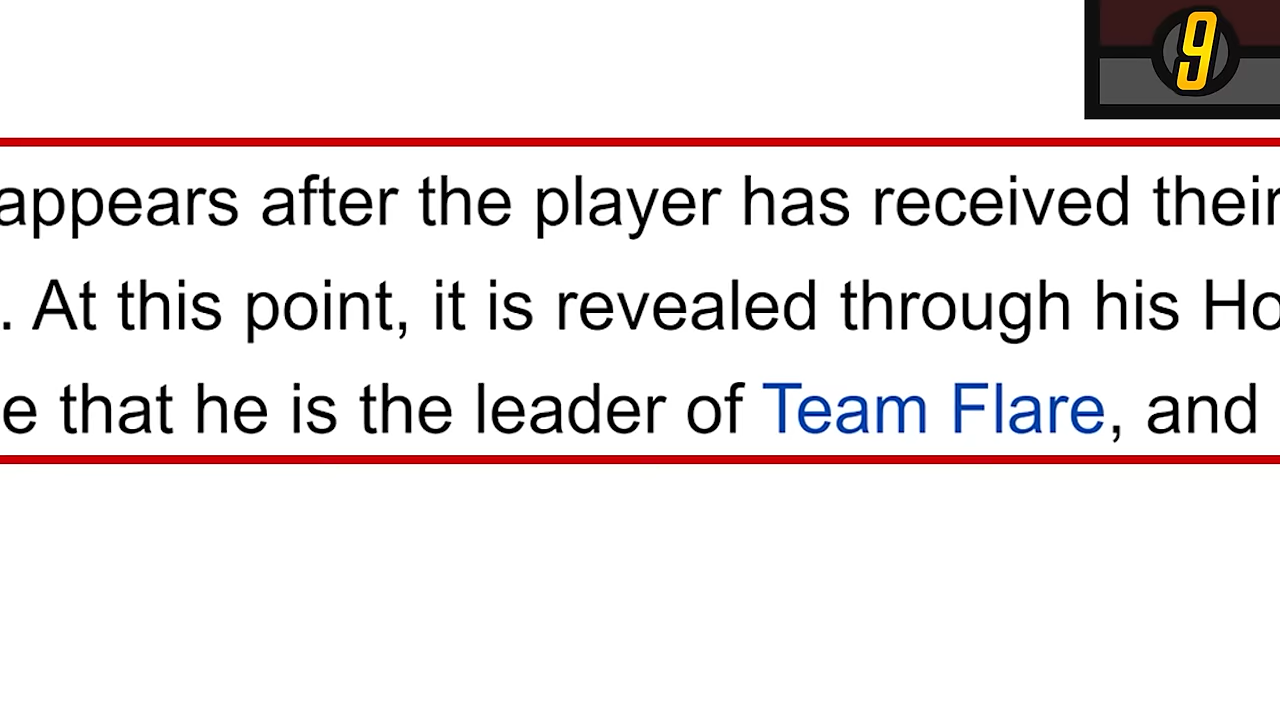 9
appears after the player has received their
. At this point, it is revealed through his Ho
e that he is the leader of Team Flare, and